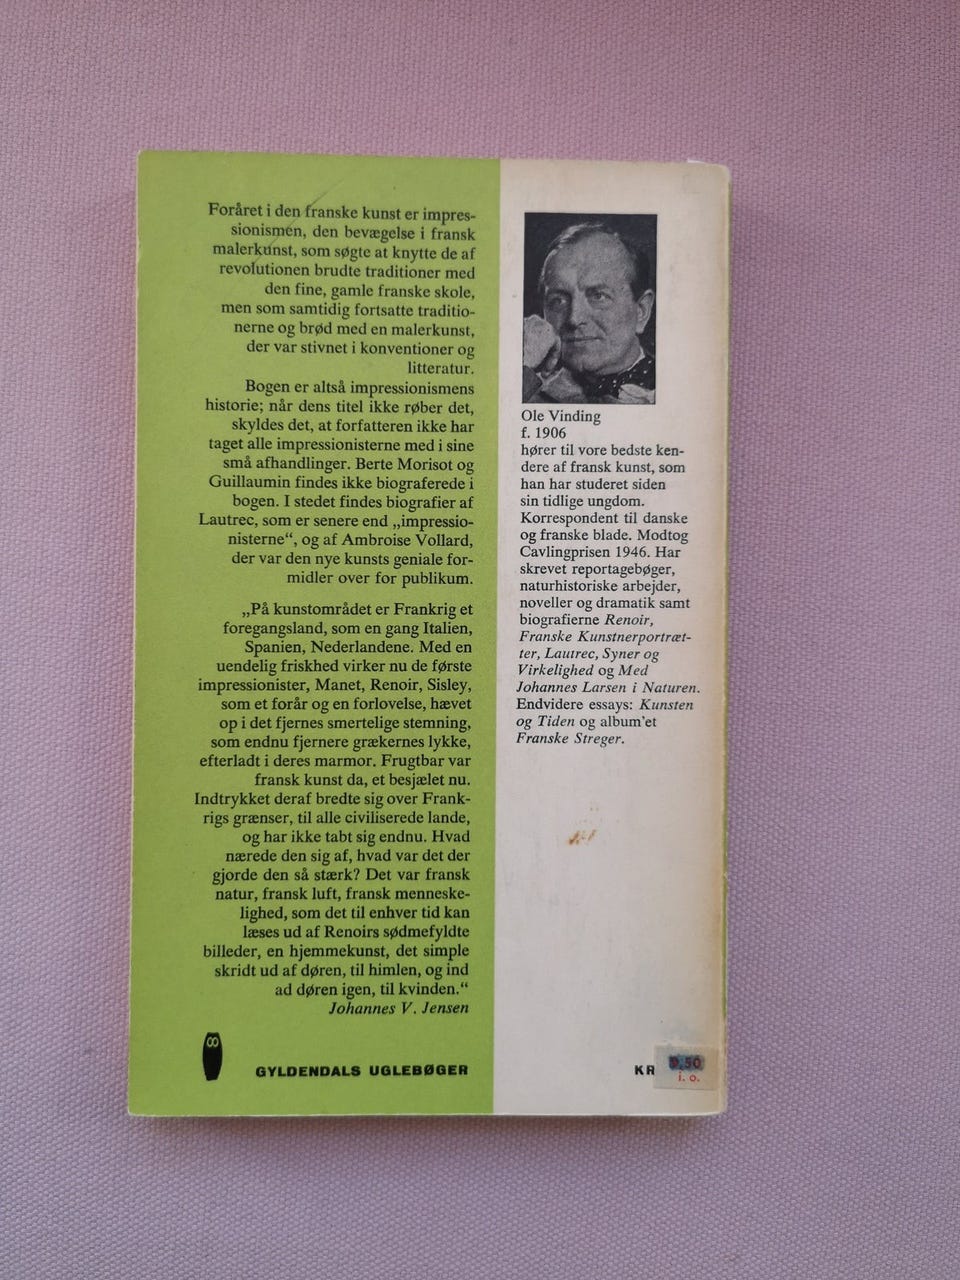 Foråret i den franske kunst er impres-
sionismen, den bevægelse i fransk
malerkunst, som søgte at knytte de af
revolutionen brudte traditioner med
den fine, gamle franske skole,
men som samtidig fortsatte traditio-
nerne og brød med en malerkunst,
der var stivnet i konventioner og
litteratur.
Bogen er altså impressionismens
historie; når dens titel ikke røber det,
skyldes det, at forfatteren ikke har
taget alle impressionisterne med i sine
små afhandlinger. Berte Morisot og
Guillaumin findes ikke biograferede i
bogen. I stedet findes biografier af
Lautrec, som er senere end „impressio-
nisterne“, og af Ambroise Vollard,
der var den nye kunsts geniale for-
midler over for publikum.
„På kunstområdet er Frankrig et
foregangsland, som en gang Italien,
Spanien, Nederlandene. Med en
uendelig friskhed virker nu de første
impressionister, Manet, Renoir, Sisley,
som et forår og en forlovelse, hævet
op i det fjernes smertelige stemning,
som endnu fjernere grækernes lykke,
efterladt i deres marmor. Frugtbar var
fransk kunst da, et besjælet nu.
Indtrykket deraf bredte sig over Frank-
rigs grænser, til alle civiliserede lande,
og har ikke tabt sig endnu. Hvad
nærede den sig af, hvad var det der
gjorde den så stærk? Det var fransk
natur, fransk luft, fransk menneske-
lighed, som det til enhver tid kan
læses ud af Renoirs sødmefyldte
billeder, en hjemmekunst, det simple
skridt ud af døren, til himlen, og ind
ad døren igen, til kvinden.“
Johannes V. Jensen
GYLDENDALS UGLEBØGER
Ole Vinding
f. 1906
hører til vore bedste ken-
dere af fransk kunst, som
han har studeret siden
sin tidlige ungdom.
Korrespondent til danske
og franske blade. Modtog
Cavlingprisen 1946. Har
skrevet reportagebøger,
naturhistoriske arbejder,
noveller og dramatik samt
biografierne Renoir,
Franske Kunstnerportræt-
ter, Lautrec, Syner og
Virkelighed og Med
Johannes Larsen i Naturen.
Endvidere essays: Kunsten
og Tiden og album'et
Franske Streger.
KR
9.50
i. o.